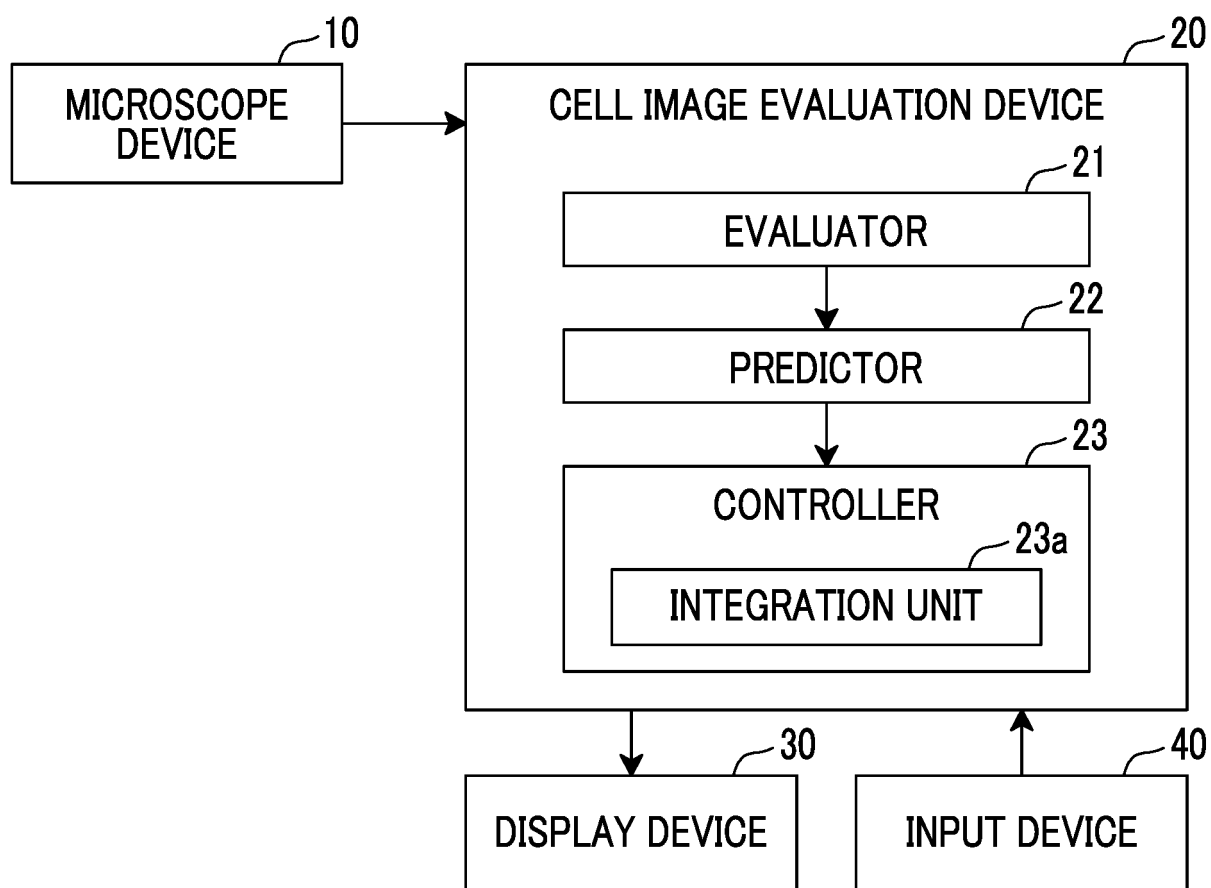 10
MICROSCOPE
DEVICE
20
CELL IMAGE EVALUATION DEVICE
21
EVALUATOR
22
PREDICTOR
23
CONTROLLER
23a
INTEGRATION UNIT
30
DISPLAY DEVICE
40
INPUT DEVICE